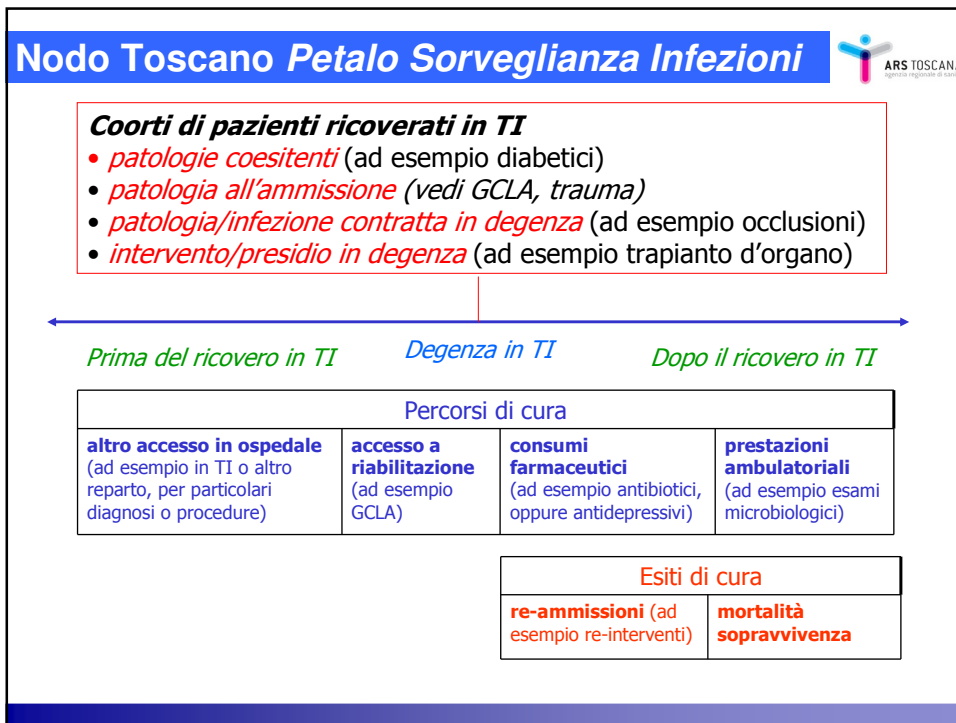 Nodo Toscano Petalo Sorveglianza Infezioni
ARS TOSCANA
agenzia regionale di sanità
Coorti di pazienti ricoverati in TI
• patologie coesitenti (ad esempio diabetici)
• patologia all’ammissione (vedi GCLA, trauma)
• patologia/infezione contratta in degenza (ad esempio occlusioni)
• intervento/presidio in degenza (ad esempio trapianto d’organo)
Prima del ricovero in TI
Degenza in TI
Dopo il ricovero in TI
Percorsi di cura
altro accesso in ospedale
(ad esempio in TI o altro
reparto, per particolari
diagnosi o procedure)
accesso a
riabilitazione
(ad esempio
GCLA)
consumi
farmaceutici
(ad esempio antibiotici,
oppure antidepressivi)
prestazioni
ambulatoriali
(ad esempio esami
microbiologici)
Esiti di cura
re-ammissioni (ad
esempio re-interventi)
mortalità
sopravvivenza